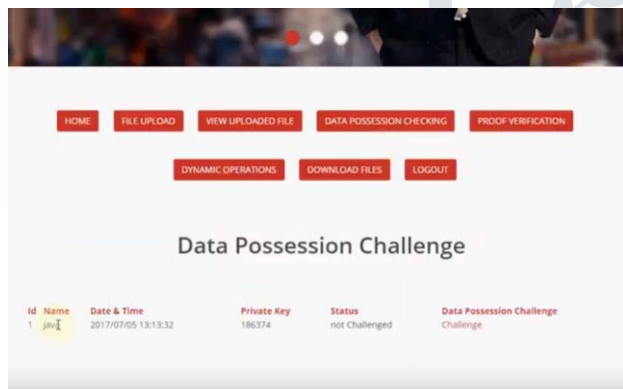 HOME FILE UPLOAD VIEW UPLOADED FILE DATA POSSESSION CHECKING PROOF VERIFICATION
DYNAMIC OPERATIONS DOWNLOAD FILES LOGOUT
Data Possession Challenge
Id Name Date & Time Private Key Status Data Possession Challenge
1 java 2017/07/05 13:13:32 186374 not Challenged Challenge